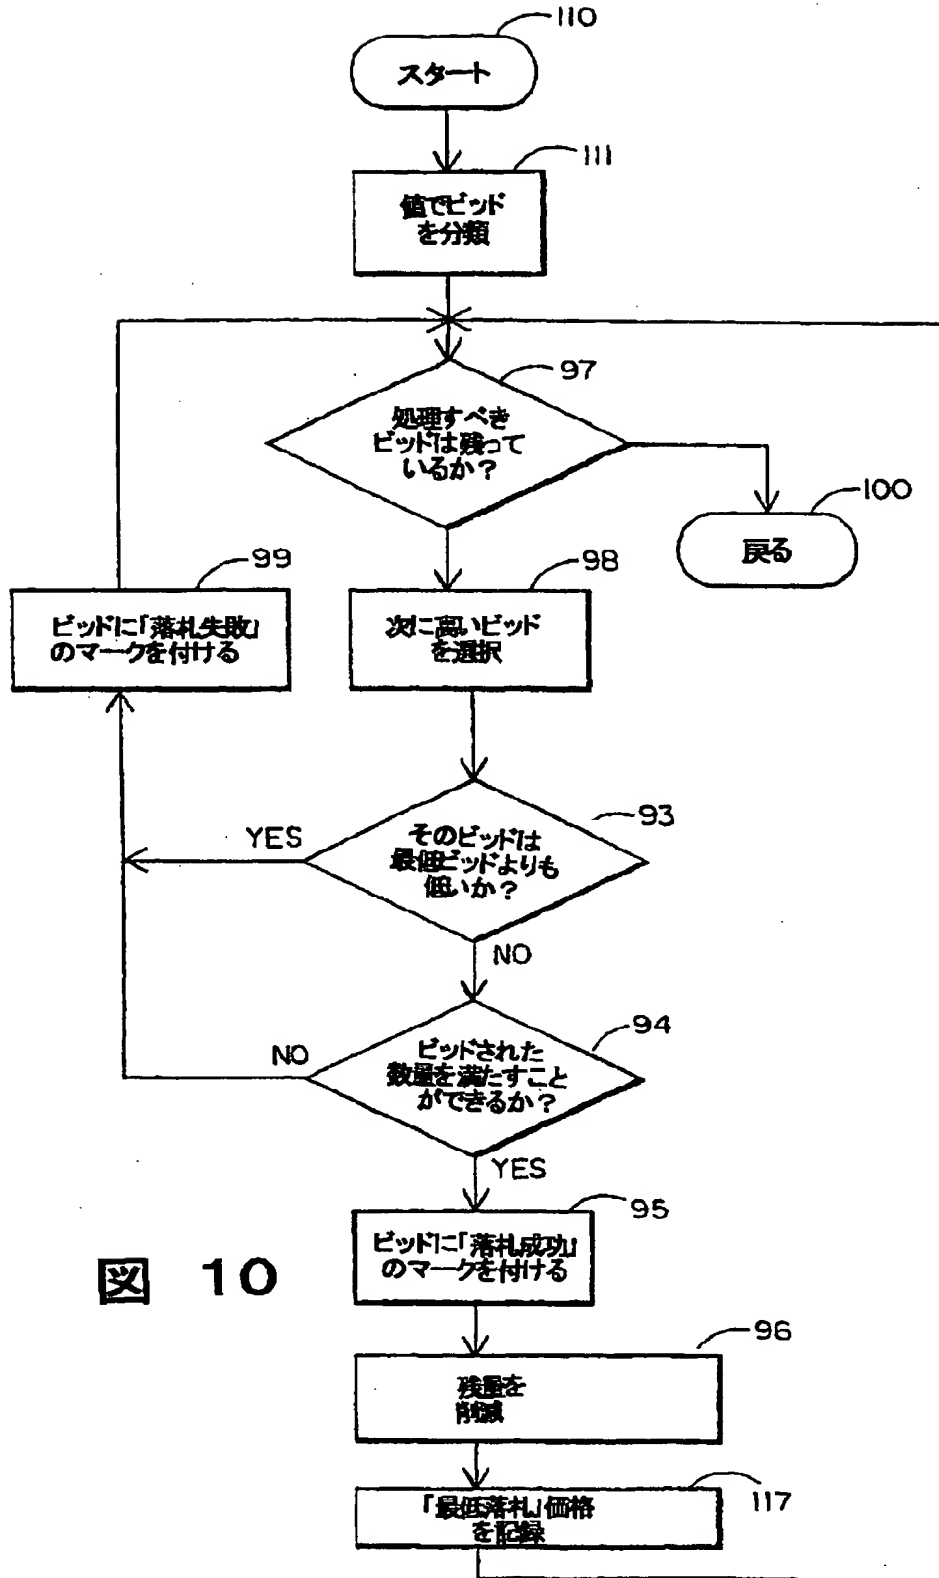 110
スタート
111
値でビッド
を分類
97
処理すべき
ビッドは残って
いるか？
100
戻る
99
ビッドに「落札失敗」
のマークを付ける
98
次に高いビッド
を選択
93
そのビッドは
最低ビッドよりも
低いか？
YES
NO
94
ビッドされた
数量を満たすこと
ができるか？
NO
YES
95
ビッドに「落札成功」
のマークを付ける
図 10
96
残量を
削減
117
「最低落札」価格
を記録